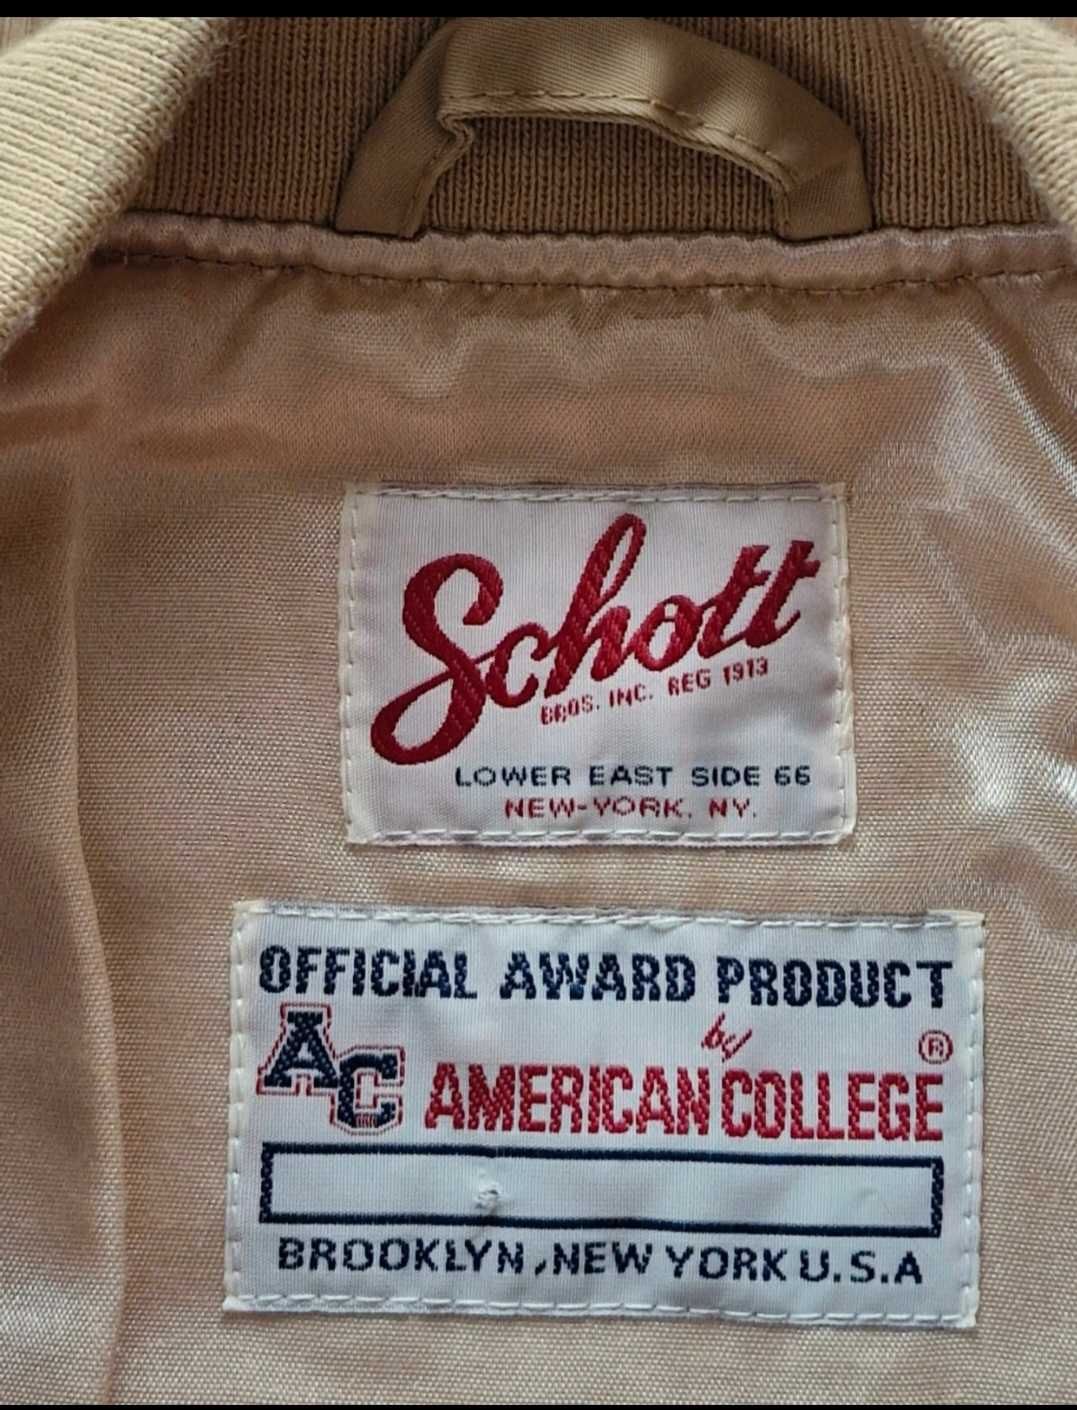 Schott
BROS. INC. REG 1913
LOWER EAST SIDE 66
NEW-YORK, NY.
OFFICIAL AWARD PRODUCT
by
AC
AMERICAN COLLEGE ®
BROOKLYN, NEW YORK U.S.A